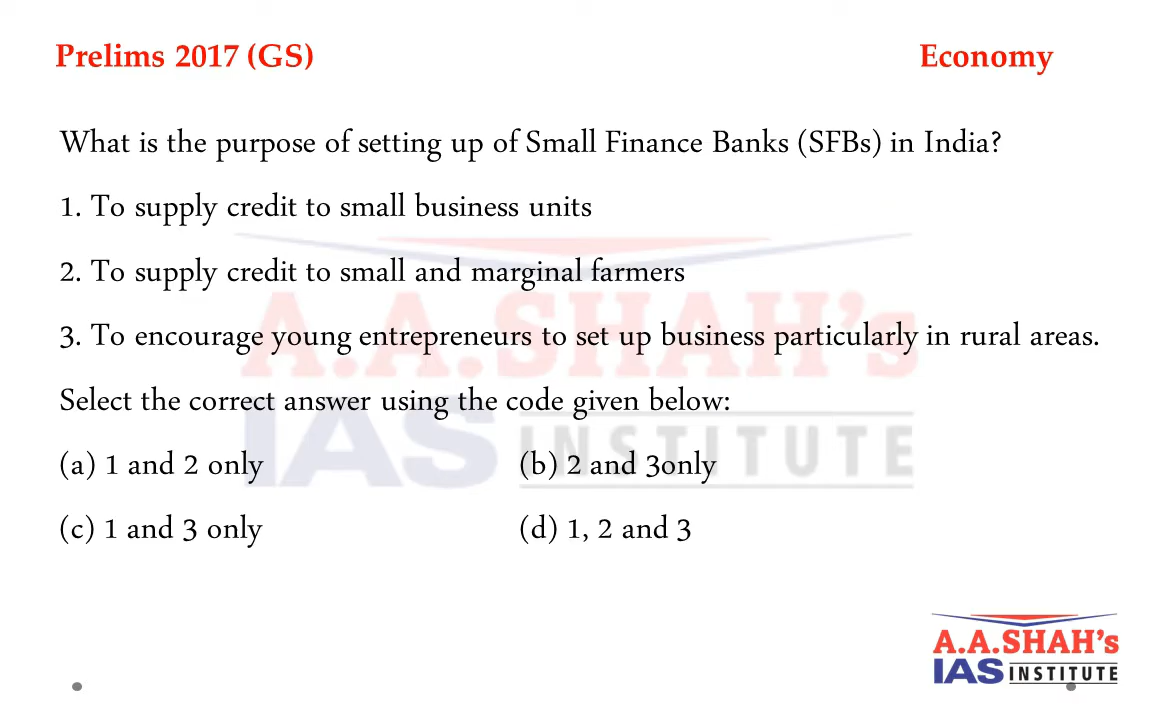 Prelims 2017 (GS) Economy
What is the purpose of setting up of Small Finance Banks (SFBs) in India?
1. To supply credit to small business units
2. To supply credit to small and marginal farmers
3. To encourage young entrepreneurs to set up business particularly in rural areas.
Select the correct answer using the code given below:
(a) 1 and 2 only (b) 2 and 3only
(c) 1 and 3 only (d) 1, 2 and 3
A.A.SHAH's
IAS INSTITUTE
A.A.SHAH's
IAS INSTITUTE